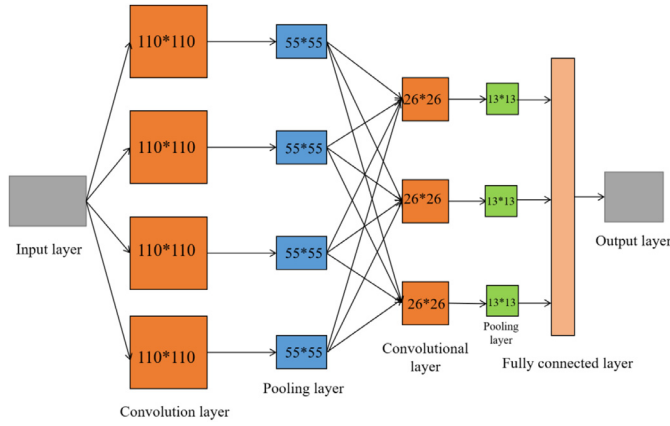 110*110
55*55
26*26
13*13
110*110
55*55
26*26
13*13
Input layer
110*110
55*55
Output layer
26*26
13*13
110*110
55*55
Pooling
layer
Convolutional
layer
Fully connected layer
Pooling layer
Convolution layer